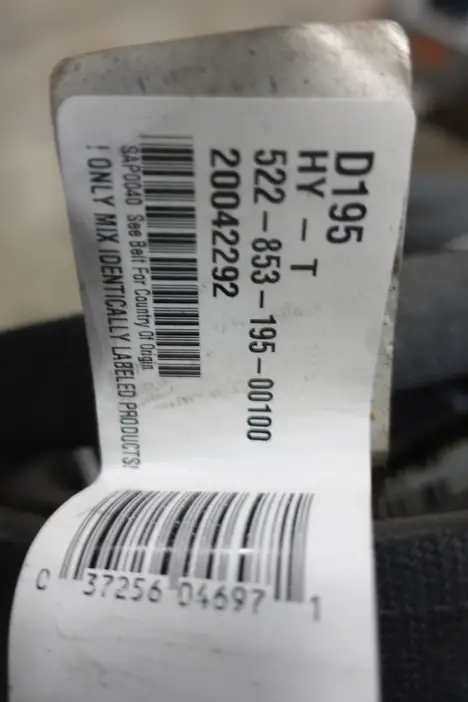 D195
HY - T
522-853-195-00100
20042292
SAP0040 See Belt For Country Of Origin
! ONLY MIX IDENTICALLY LABELED PRODUCTS!
0 37256 04697 1